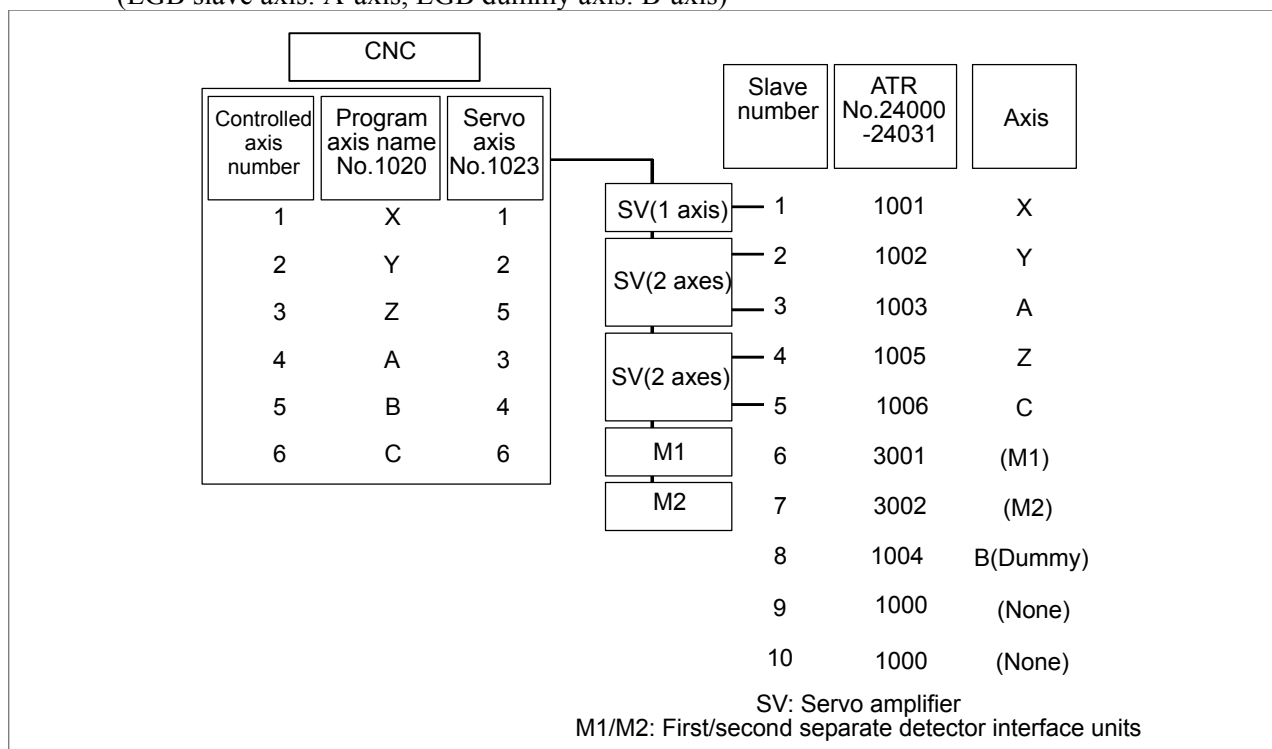 (EGB slave axis: A-axis, EGB dummy axis: B-axis)
CNC
Controlled axis number
Program axis name No.1020
Servo axis No.1023
1 X 1
2 Y 2
3 Z 5
4 A 3
5 B 4
6 C 6
SV(1 axis)
SV(2 axes)
SV(2 axes)
M1
M2
Slave number
ATR No.24000 -24031
Axis
1 1001 X
2 1002 Y
3 1003 A
4 1005 Z
5 1006 C
6 3001 (M1)
7 3002 (M2)
8 1004 B(Dummy)
9 1000 (None)
10 1000 (None)
SV: Servo amplifier
M1/M2: First/second separate detector interface units